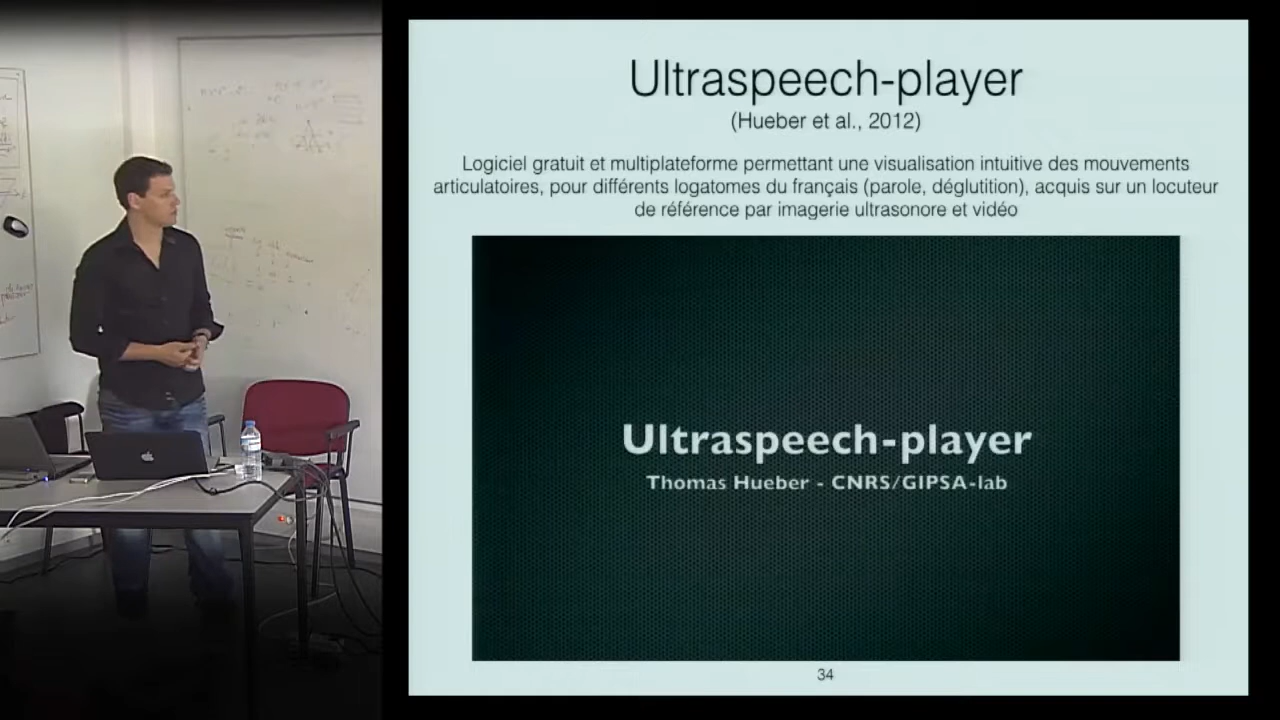 Ultraspeech-player
(Hueber et al., 2012)
Logiciel gratuit et multiplateforme permettant une visualisation intuitive des mouvements
articulatoires, pour différents logatomes du français (parole, déglutition), acquis sur un locuteur
de référence par imagerie ultrasonore et vidéo
Ultraspeech-player
Thomas Hueber - CNRS/GIPSA-lab
34